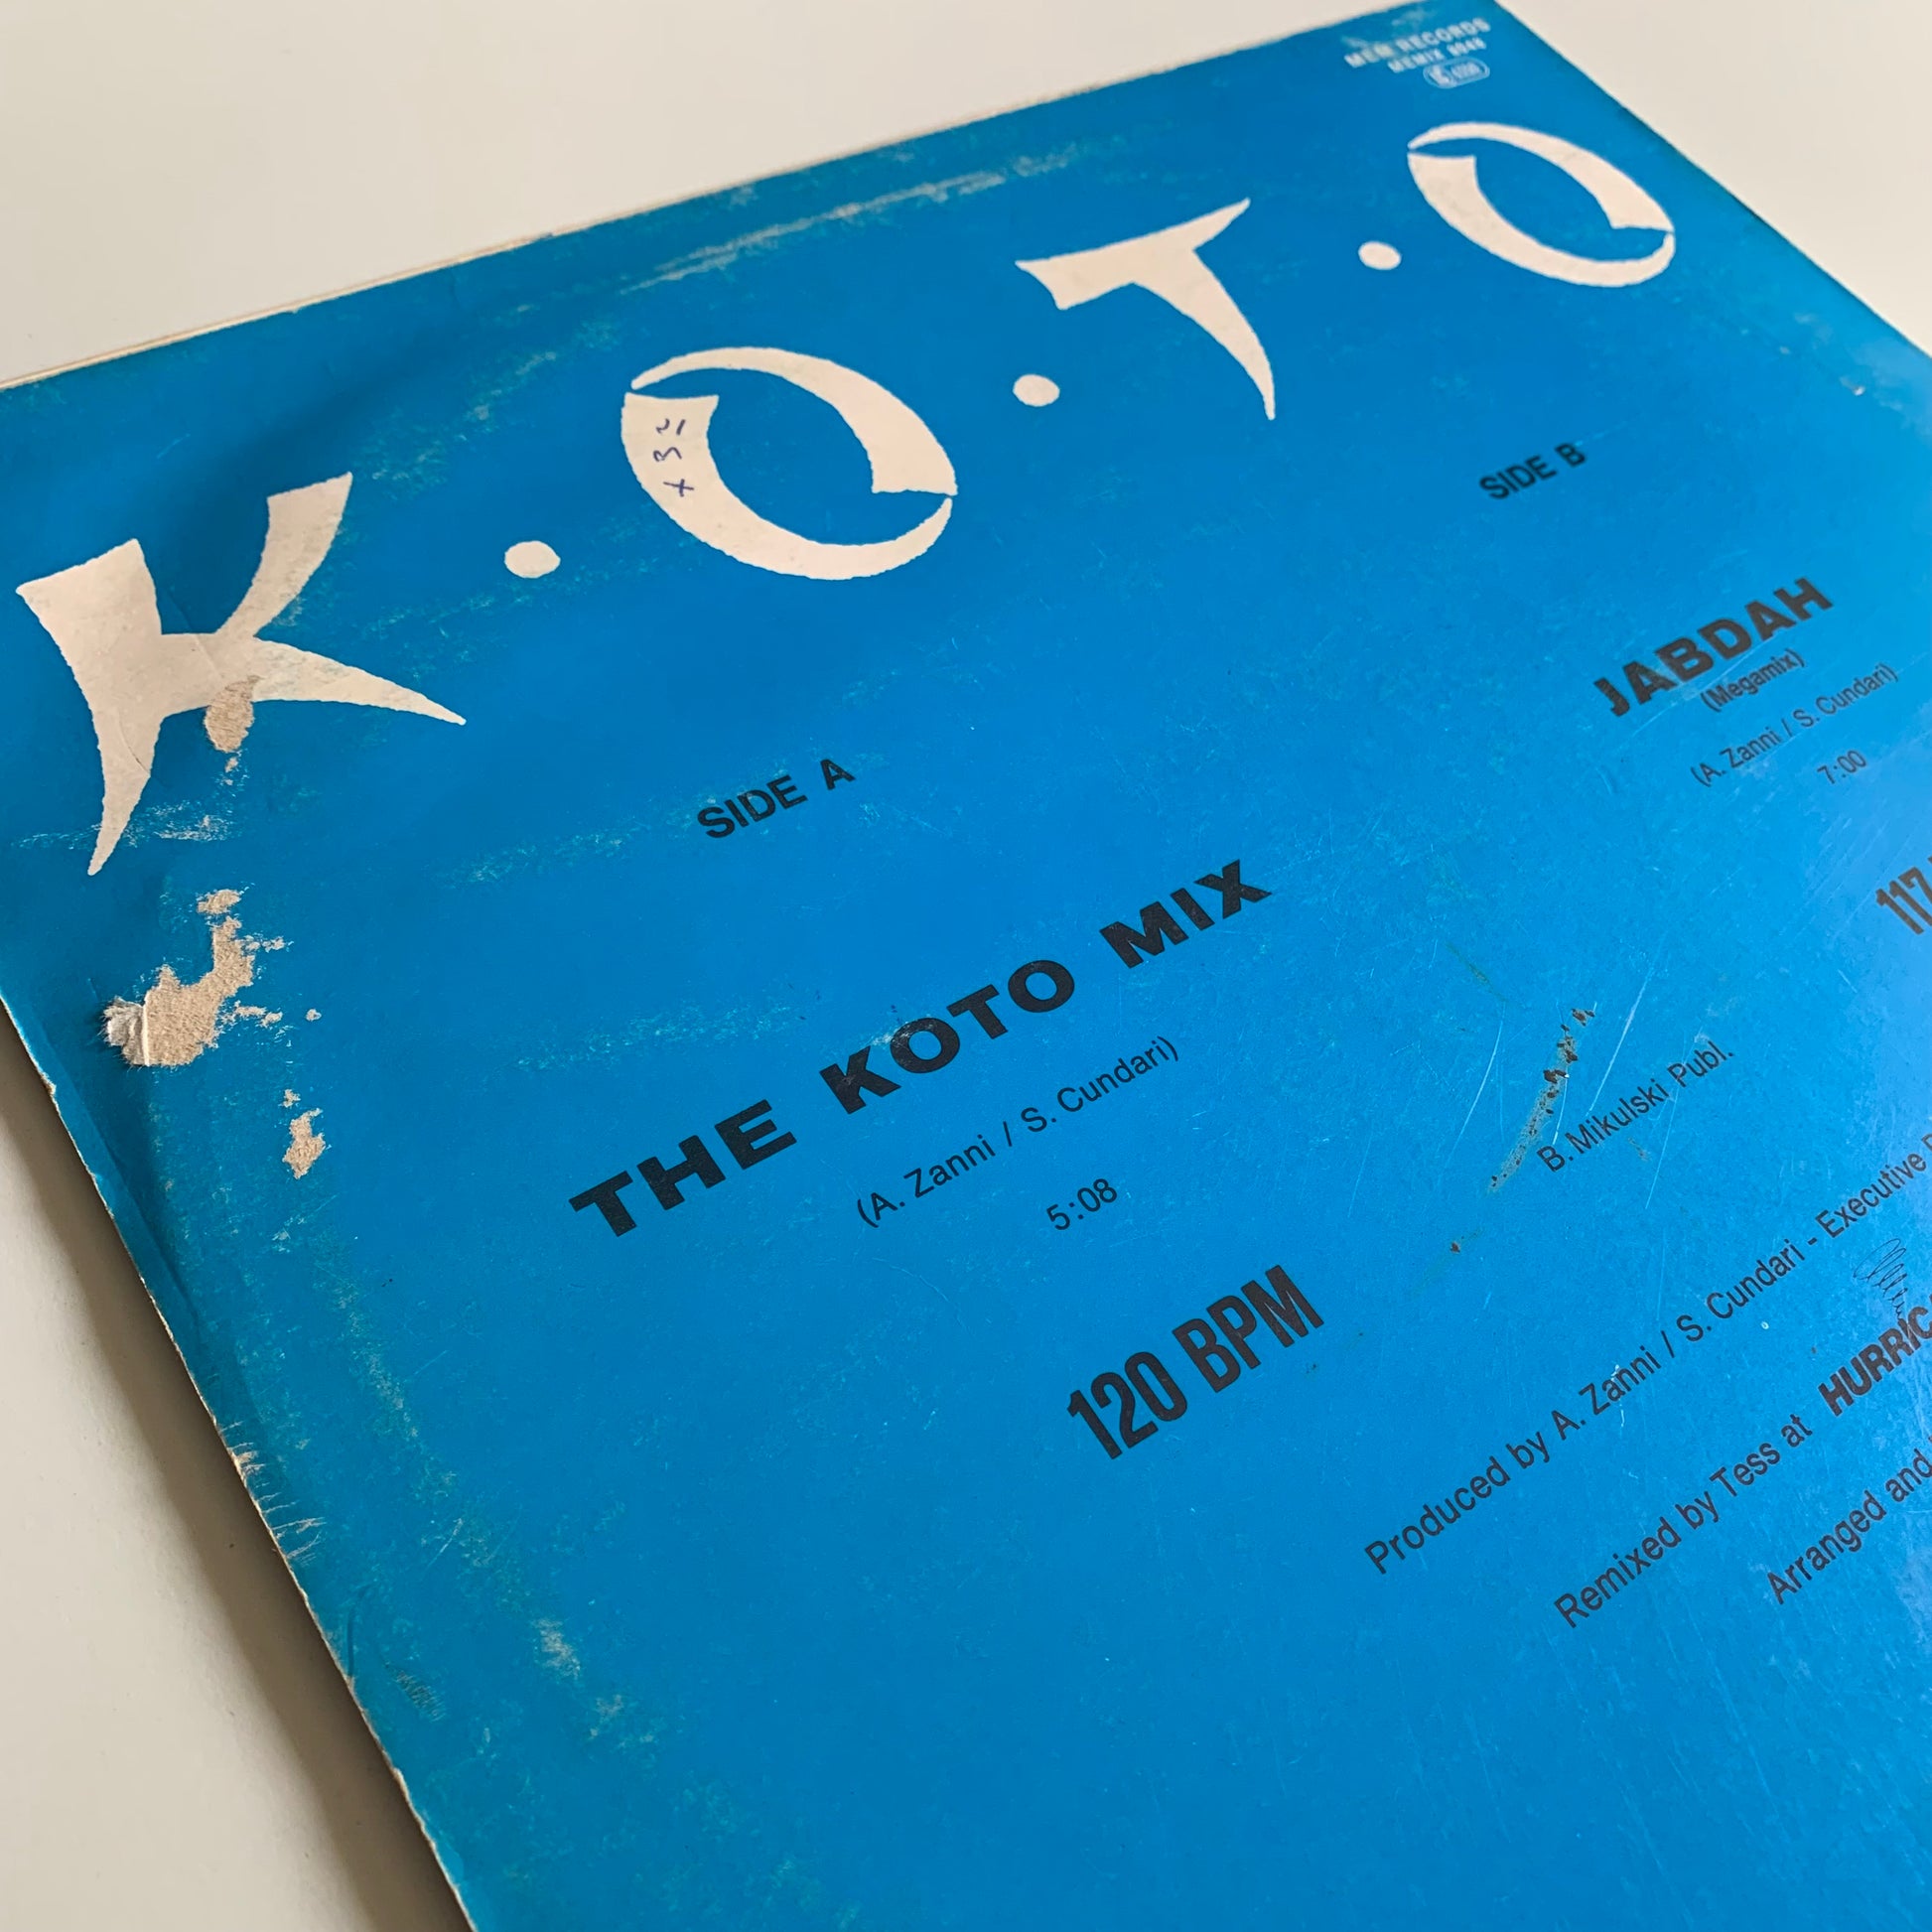 MEM RECORDS
K·O·T·O
SIDE A
THE KOTO MIX
(A. Zanni / S. Cundari)
5:08
120 BPM
SIDE B
JABDAH
(Megamix)
(A. Zanni / S. Cundari)
7:00
117
B. Mikulski Publ.
Produced by A. Zanni / S. Cundari - Executive
Remixed by Tess at
Arranged and